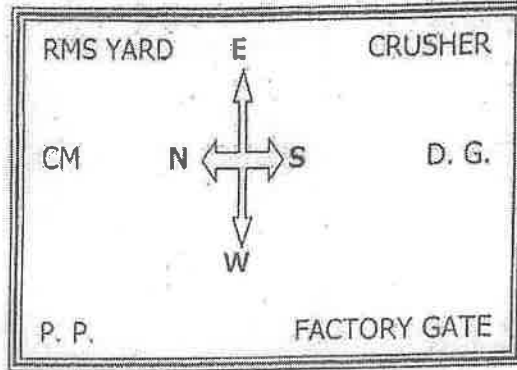 RMS YARD E CRUSHER
CM N S D. G.
W
P. P. FACTORY GATE